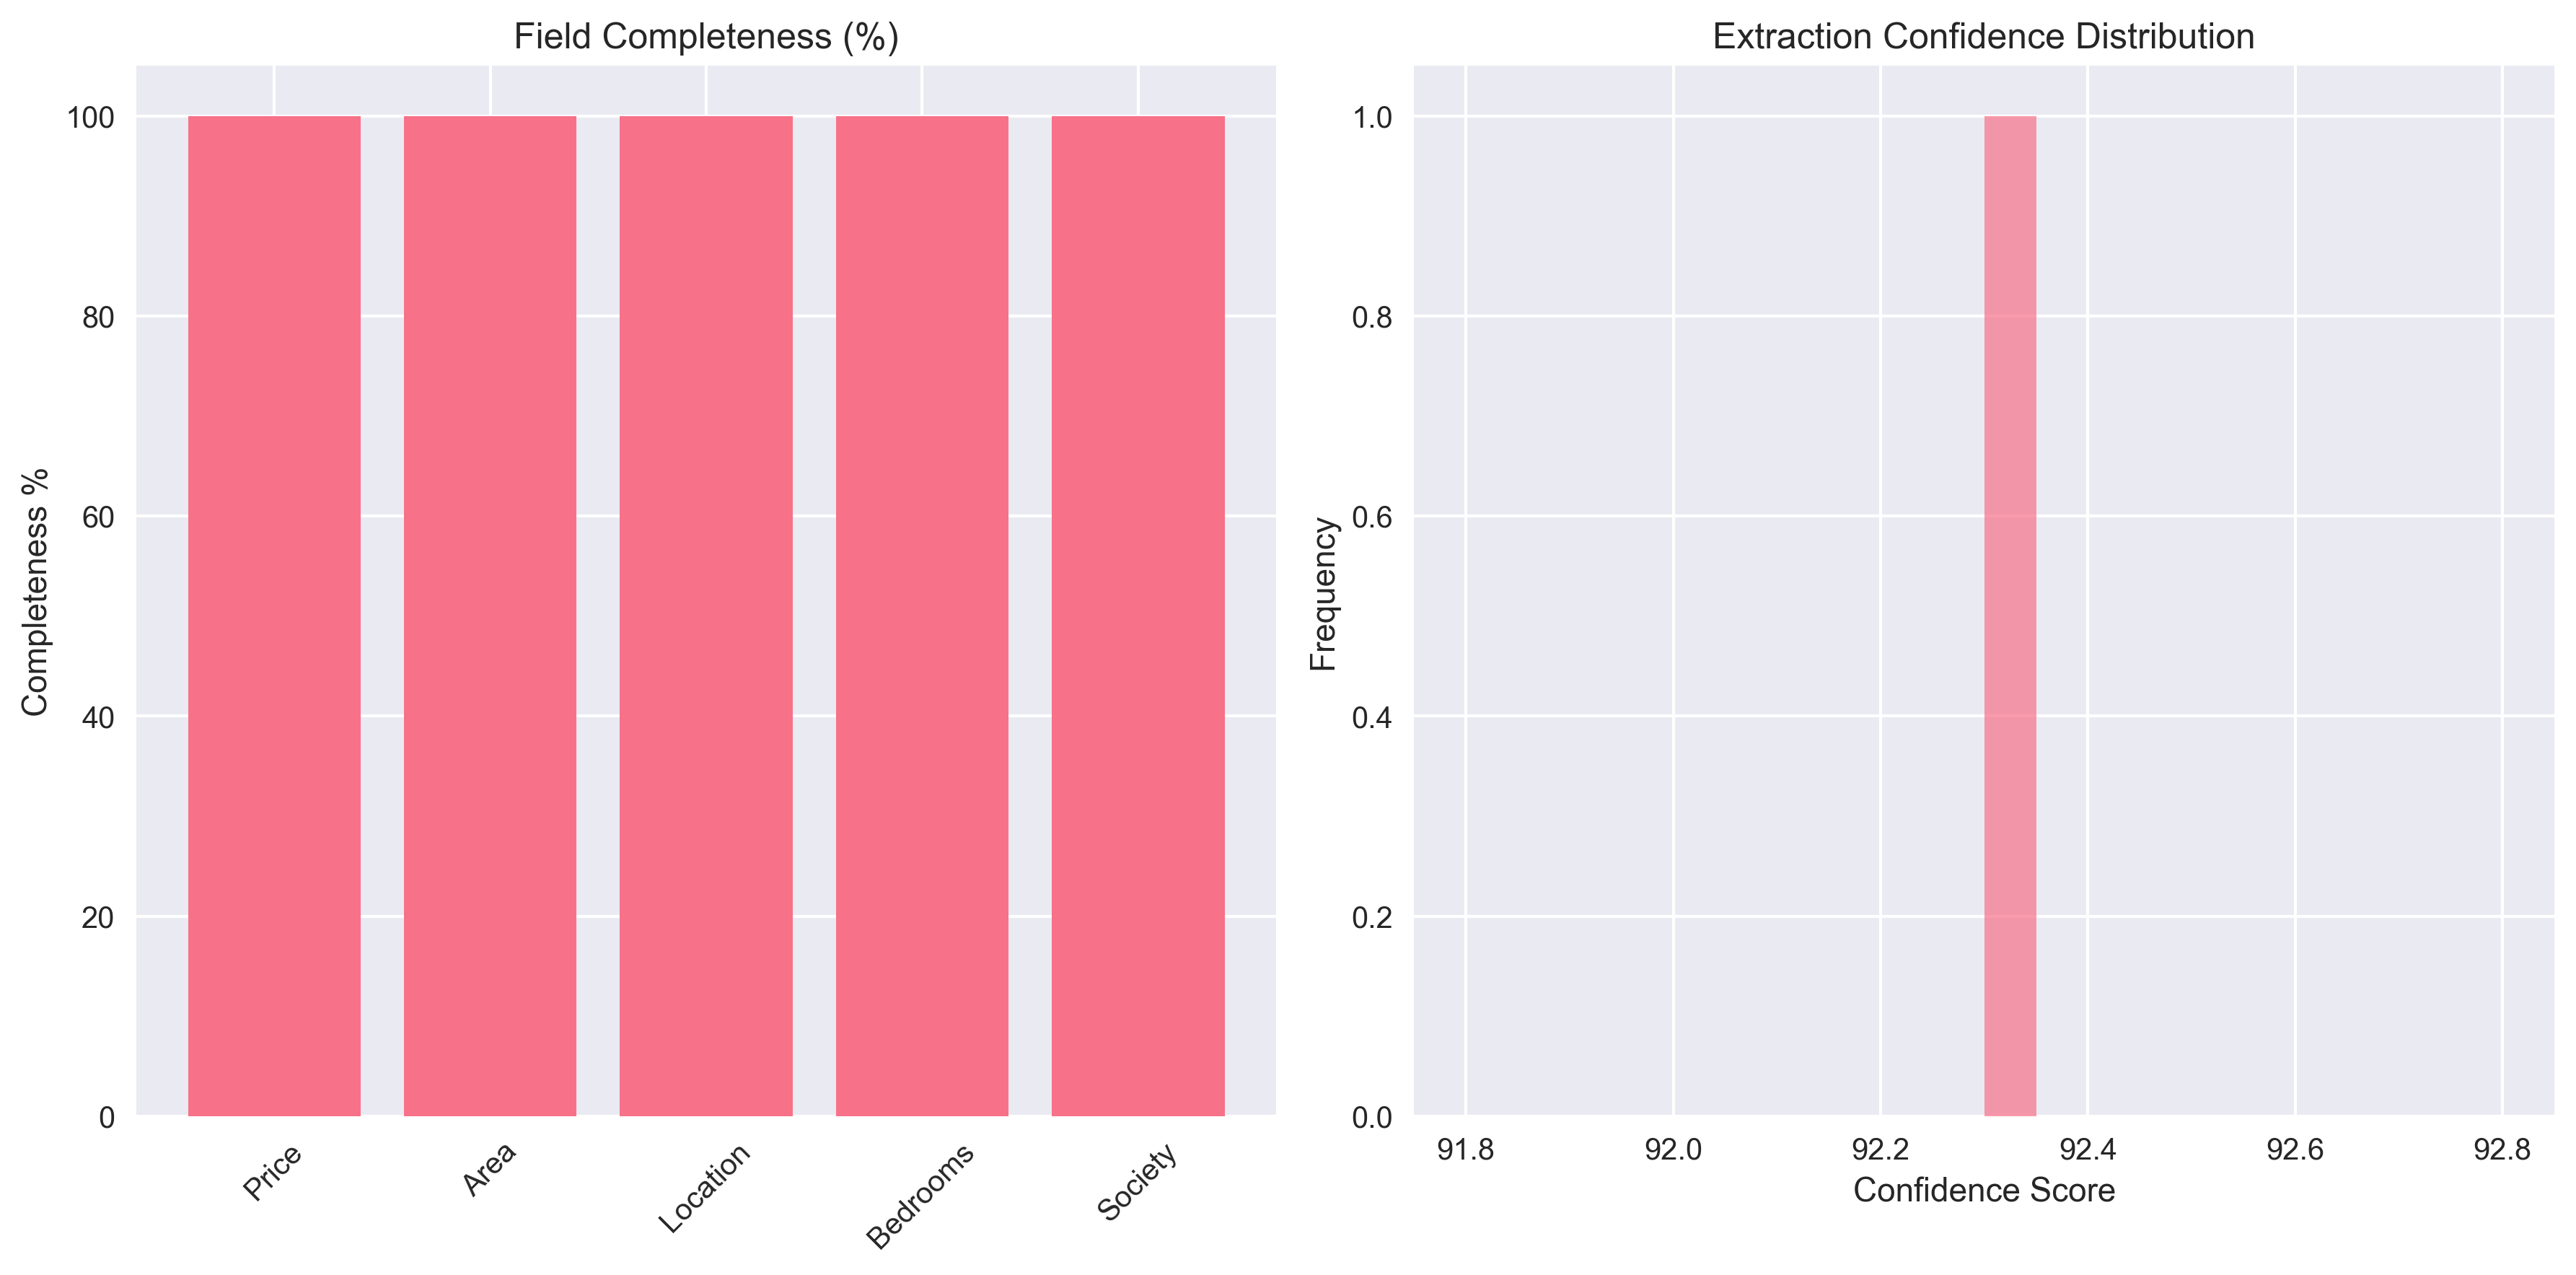 Field Completeness (%)
Completeness %
100
80
60
40
20
0
Price
Area
Location
Bedrooms
Society
Extraction Confidence Distribution
Frequency
1.0
0.8
0.6
0.4
0.2
0.0
91.8
92.0
92.2
92.4
92.6
92.8
Confidence Score